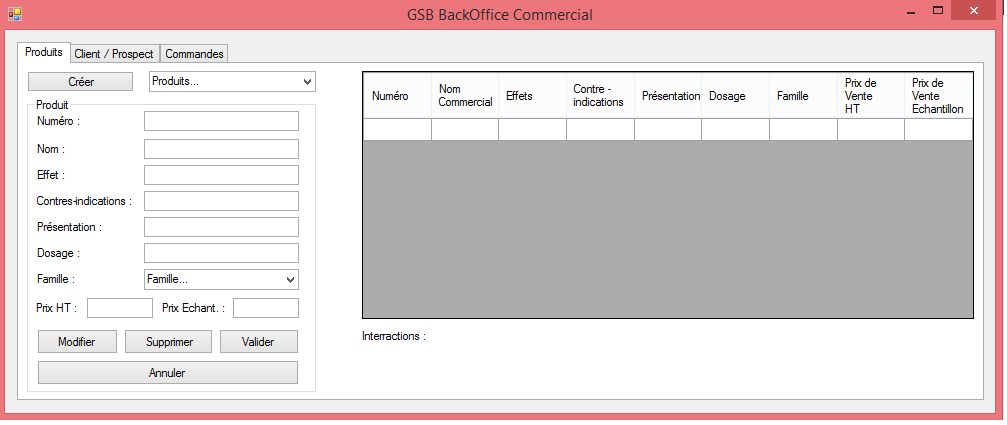 GSB BackOffice Commercial
Produits
Client / Prospect
Commandes
Créer
Produits...
Produit
Numéro :
Nom :
Effet :
Contres-indications :
Présentation :
Dosage :
Famille :
Famille...
Prix HT :
Prix Echant. :
Modifier
Supprimer
Valider
Annuler
Numéro
Nom
Commercial
Effets
Contre -
indications
Présentation
Dosage
Famille
Prix de
Vente
HT
Prix de
Vente
Echantillon
Interractions :